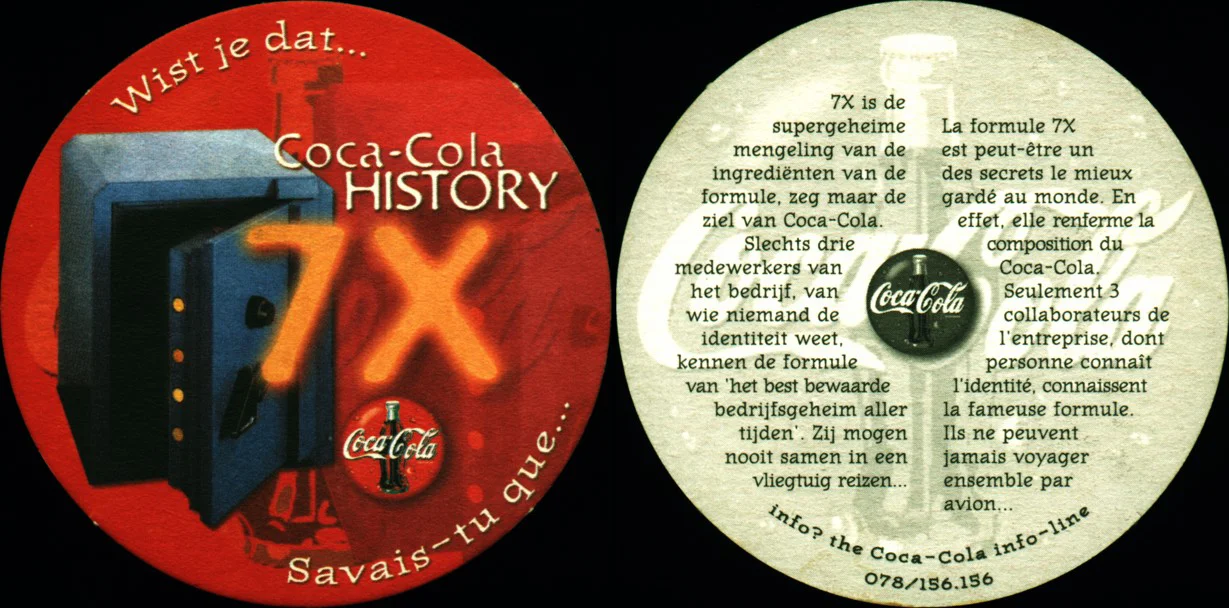 Wist je dat...
Coca-Cola
HISTORY
7X
Coca-Cola
Savais-tu que...
7X is de
supergeheime
mengeling van de
ingrediënten van de
formule, zeg maar de
ziel van Coca-Cola.
Slechts drie
medewerkers van
het bedrijf, van
wie niemand de
identiteit weet,
kennen de formule
van 'het best bewaarde
bedrijfsgeheim aller
tijden'. Zij mogen
nooit samen in een
vliegtuig reizen...
La formule 7X
est peut-être un
des secrets le mieux
gardé au monde. En
effet, elle renferme la
composition du
Coca-Cola.
Seulement 3
collaborateurs de
l'entreprise, dont
personne connaît
l'identité, connaissent
la fameuse formule.
Ils ne peuvent
jamais voyager
ensemble par
avion...
Coca-Cola
Coca-Cola
info? the Coca-Cola info-line
078/156.156